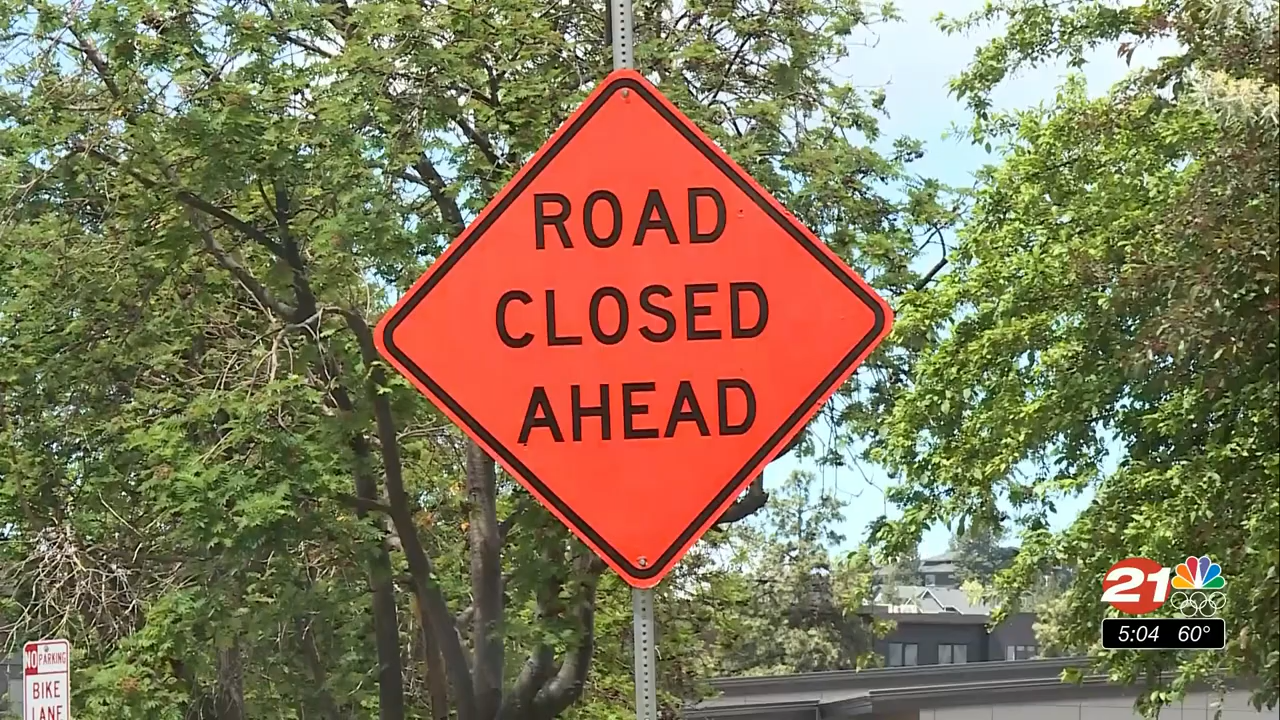 ROAD
CLOSED
AHEAD
NO PARKING
BIKE
LANE
21
5:04 60°